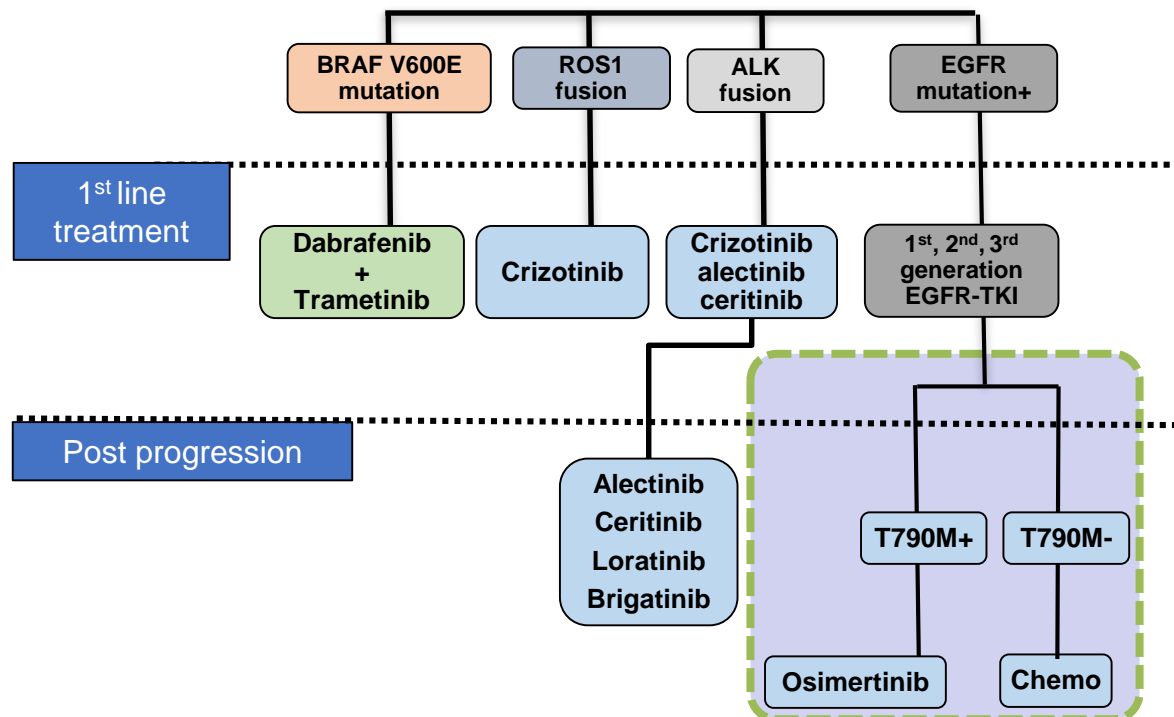 BRAF V600E
mutation
ROS1
fusion
ALK
fusion
EGFR
mutation+
1st line
treatment
Dabrafenib
+
Trametinib
Crizotinib
Crizotinib
alectinib
ceritinib
1st, 2nd, 3rd
generation
EGFR-TKI
Post progression
Alectinib
Ceritinib
Loratinib
Brigatinib
T790M+
T790M-
Osimertinib
Chemo